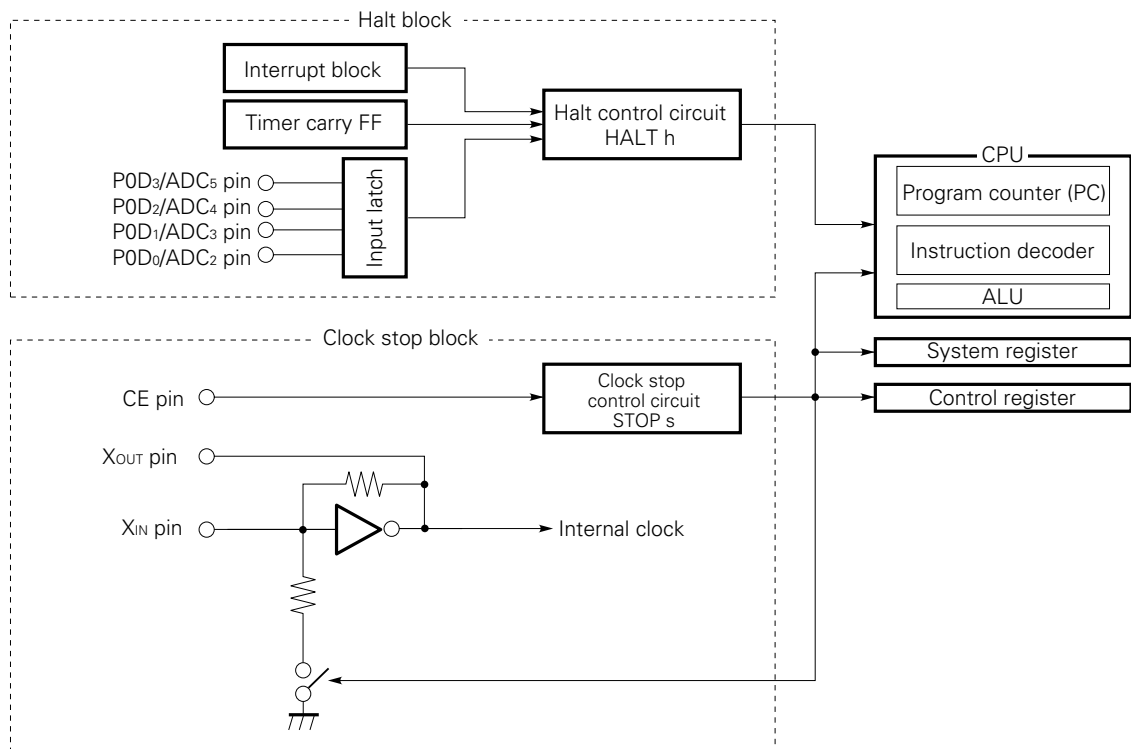 Halt block
Interrupt block
Timer carry FF
Halt control circuit
HALT h
P0D₃/ADC₅ pin
P0D₂/ADC₄ pin
P0D₁/ADC₃ pin
P0D₀/ADC₂ pin
Input latch
CPU
Program counter (PC)
Instruction decoder
ALU
System register
Control register
Clock stop block
CE pin
Clock stop
control circuit
STOP s
XOUT pin
XIN pin
Internal clock